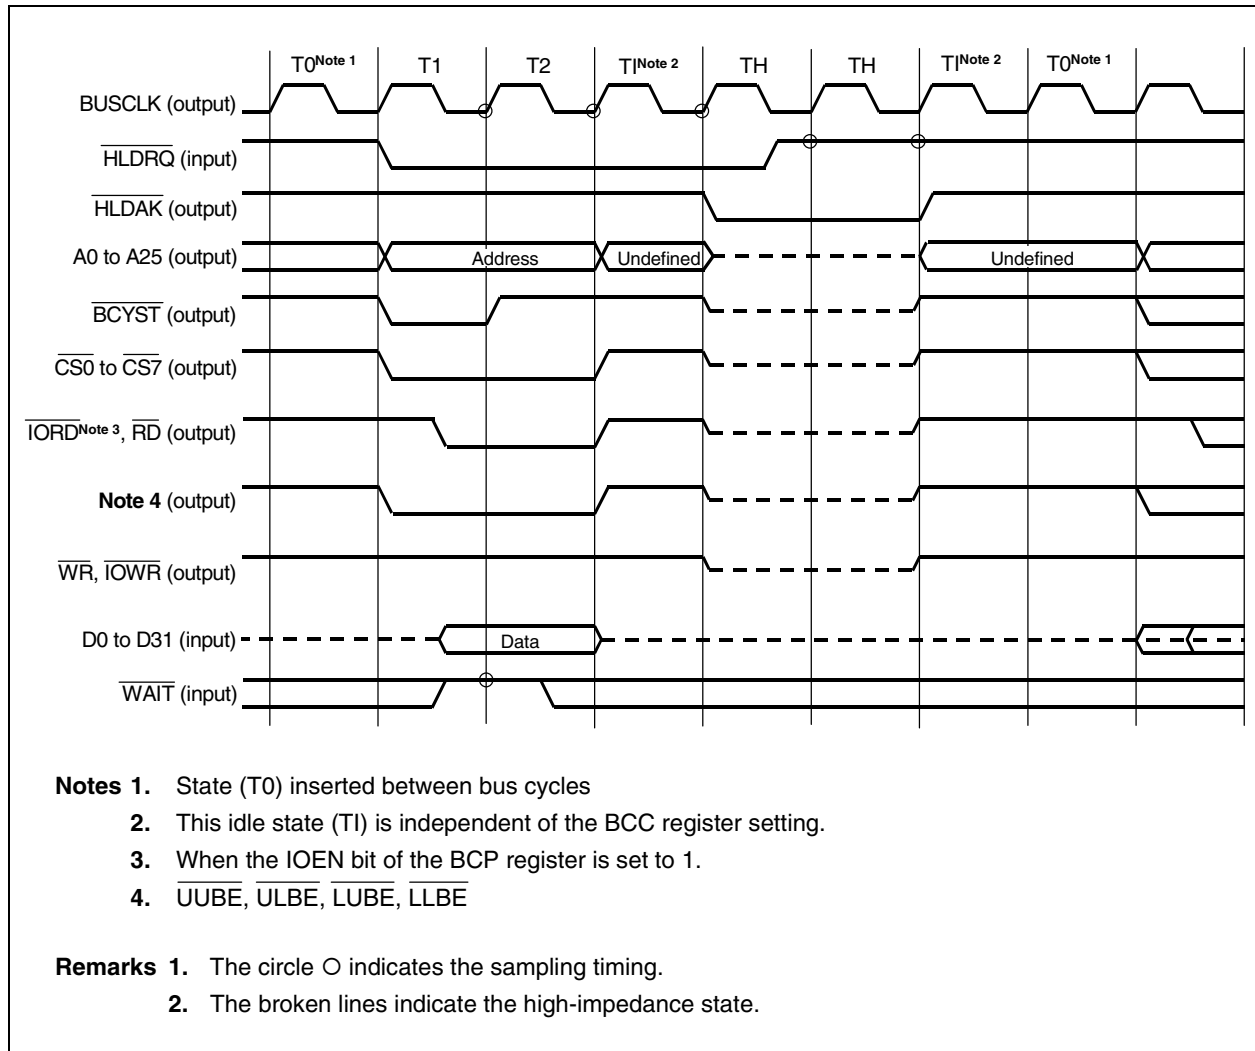 T0Note 1 T1 T2 TINote 2 TH TH TINote 2 T0Note 1
BUSCLK (output)
HLDRQ (input)
HLDAK (output)
A0 to A25 (output) Address Undefined Undefined
BCYST (output)
CS0 to CS7 (output)
IORDNote 3, RD (output)
Note 4 (output)
WR, IOWR (output)
D0 to D31 (input) Data
WAIT (input)
Notes 1. State (T0) inserted between bus cycles
2. This idle state (TI) is independent of the BCC register setting.
3. When the IOEN bit of the BCP register is set to 1.
4. UUBE, ULBE, LUBE, LLBE
Remarks 1. The circle O indicates the sampling timing.
2. The broken lines indicate the high-impedance state.